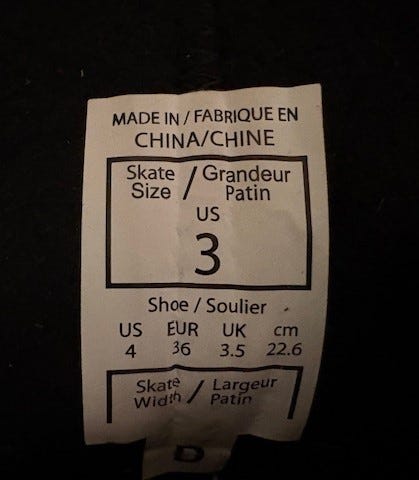 MADE IN / FABRIQUE EN
CHINA/CHINE
Skate / Grandeur
Size Patin
US
3
Shoe / Soulier
US EUR UK cm
4 36 3.5 22.6
Skate / Largeur
Width Patin
D